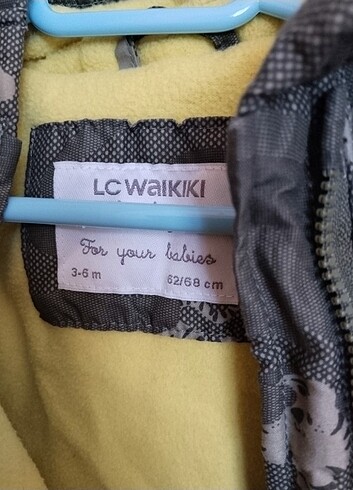 LC WAIKIKI
For your babies
3-6 m 62/68 cm